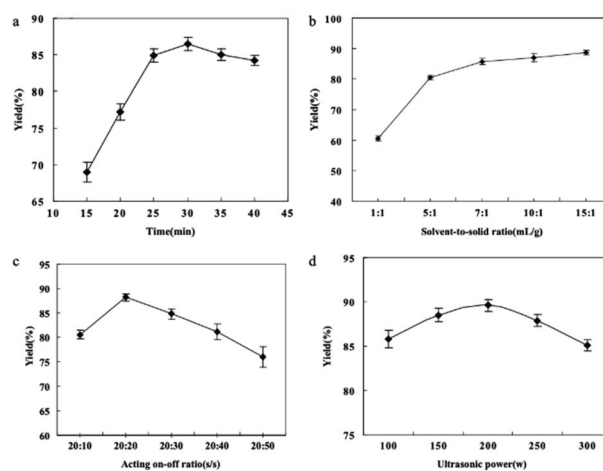 a
90
85
80
75
70
65
Yield(%)
10 15 20 25 30 35 40 45
Time(min)
b
100
90
80
70
60
50
40
Yield(%)
1:1 5:1 7:1 10:1 15:1
Solvent-to-solid ratio(mL/g)
c
95
90
85
80
75
70
65
60
Yield(%)
20:10 20:20 20:30 20:40 20:50
Acting on-off ratio(s/s)
d
95
90
85
80
75
Yield(%)
100 150 200 250 300
Ultrasonic power(w)